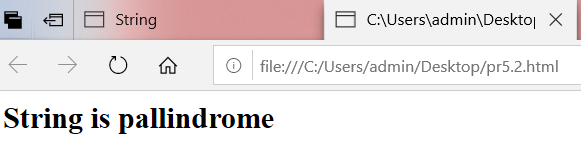 String
C:\Users\admin\Desktop
file:///C:/Users/admin/Desktop/pr5.2.html
String is pallindrome